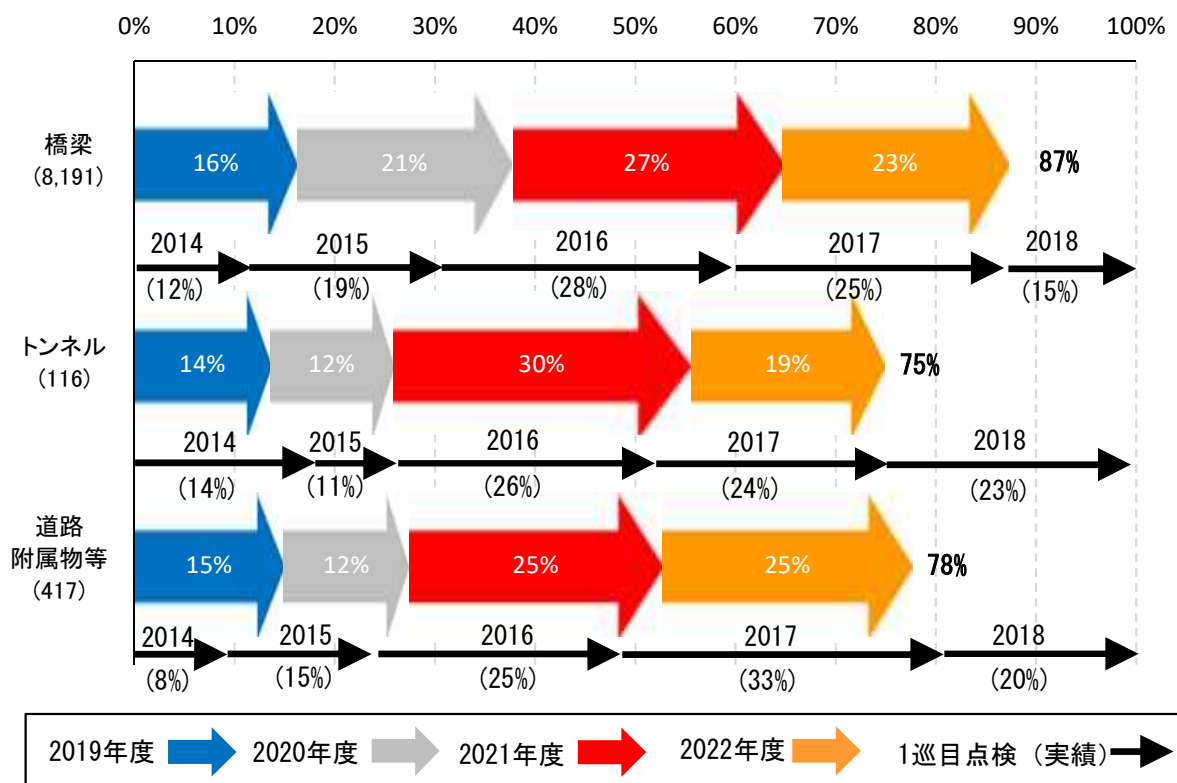 0% 10% 20% 30% 40% 50% 60% 70% 80% 90% 100%
橋梁
(8,191)
16% 21% 27% 23% 87%
2014 2015 2016 2017 2018
(12%) (19%) (28%) (25%) (15%)
トンネル
(116)
14% 12% 30% 19% 75%
2014 2015 2016 2017 2018
(14%) (11%) (26%) (24%) (23%)
道路
附属物等
(417)
15% 12% 25% 25% 78%
2014 2015 2016 2017 2018
(8%) (15%) (25%) (33%) (20%)
2019年度 2020年度 2021年度 2022年度 1巡目点検（実績）